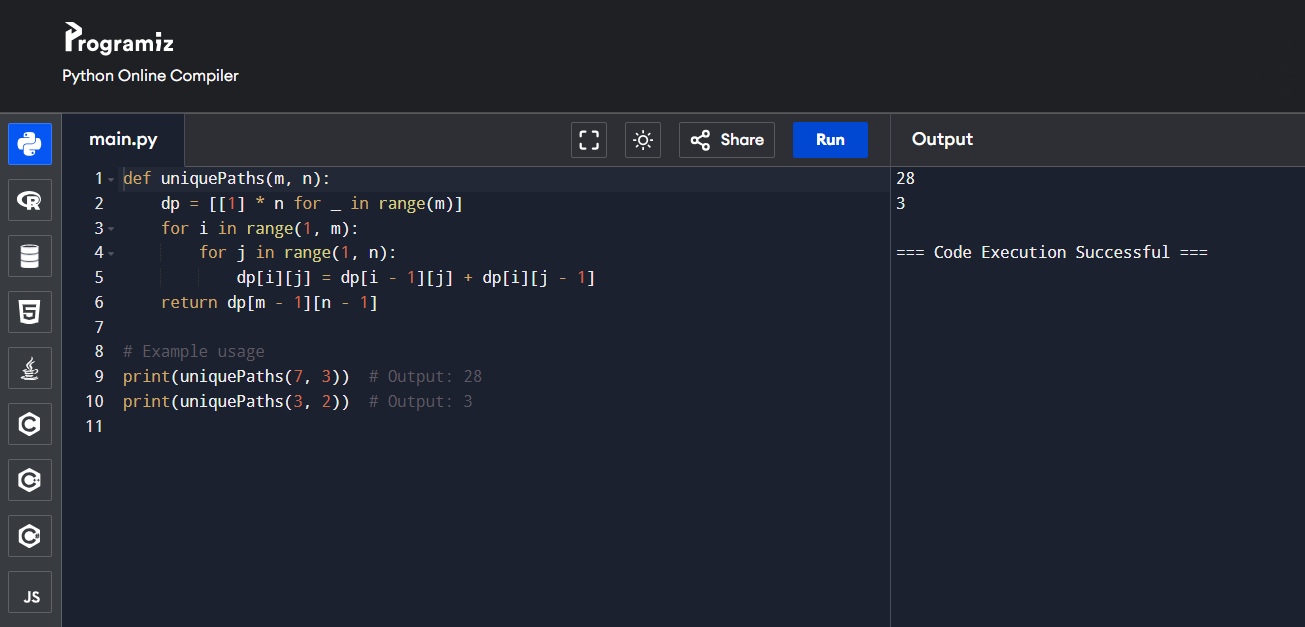 Programiz
Python Online Compiler
main.py
Share
Run
Output
1 def uniquePaths(m, n):
2     dp = [[1] * n for _ in range(m)]
3     for i in range(1, m):
4         for j in range(1, n):
5             dp[i][j] = dp[i - 1][j] + dp[i][j - 1]
6     return dp[m - 1][n - 1]
7
8 # Example usage
9 print(uniquePaths(7, 3))  # Output: 28
10 print(uniquePaths(3, 2))  # Output: 3
11
28
3
=== Code Execution Successful ===
R
5
C
C
C
JS